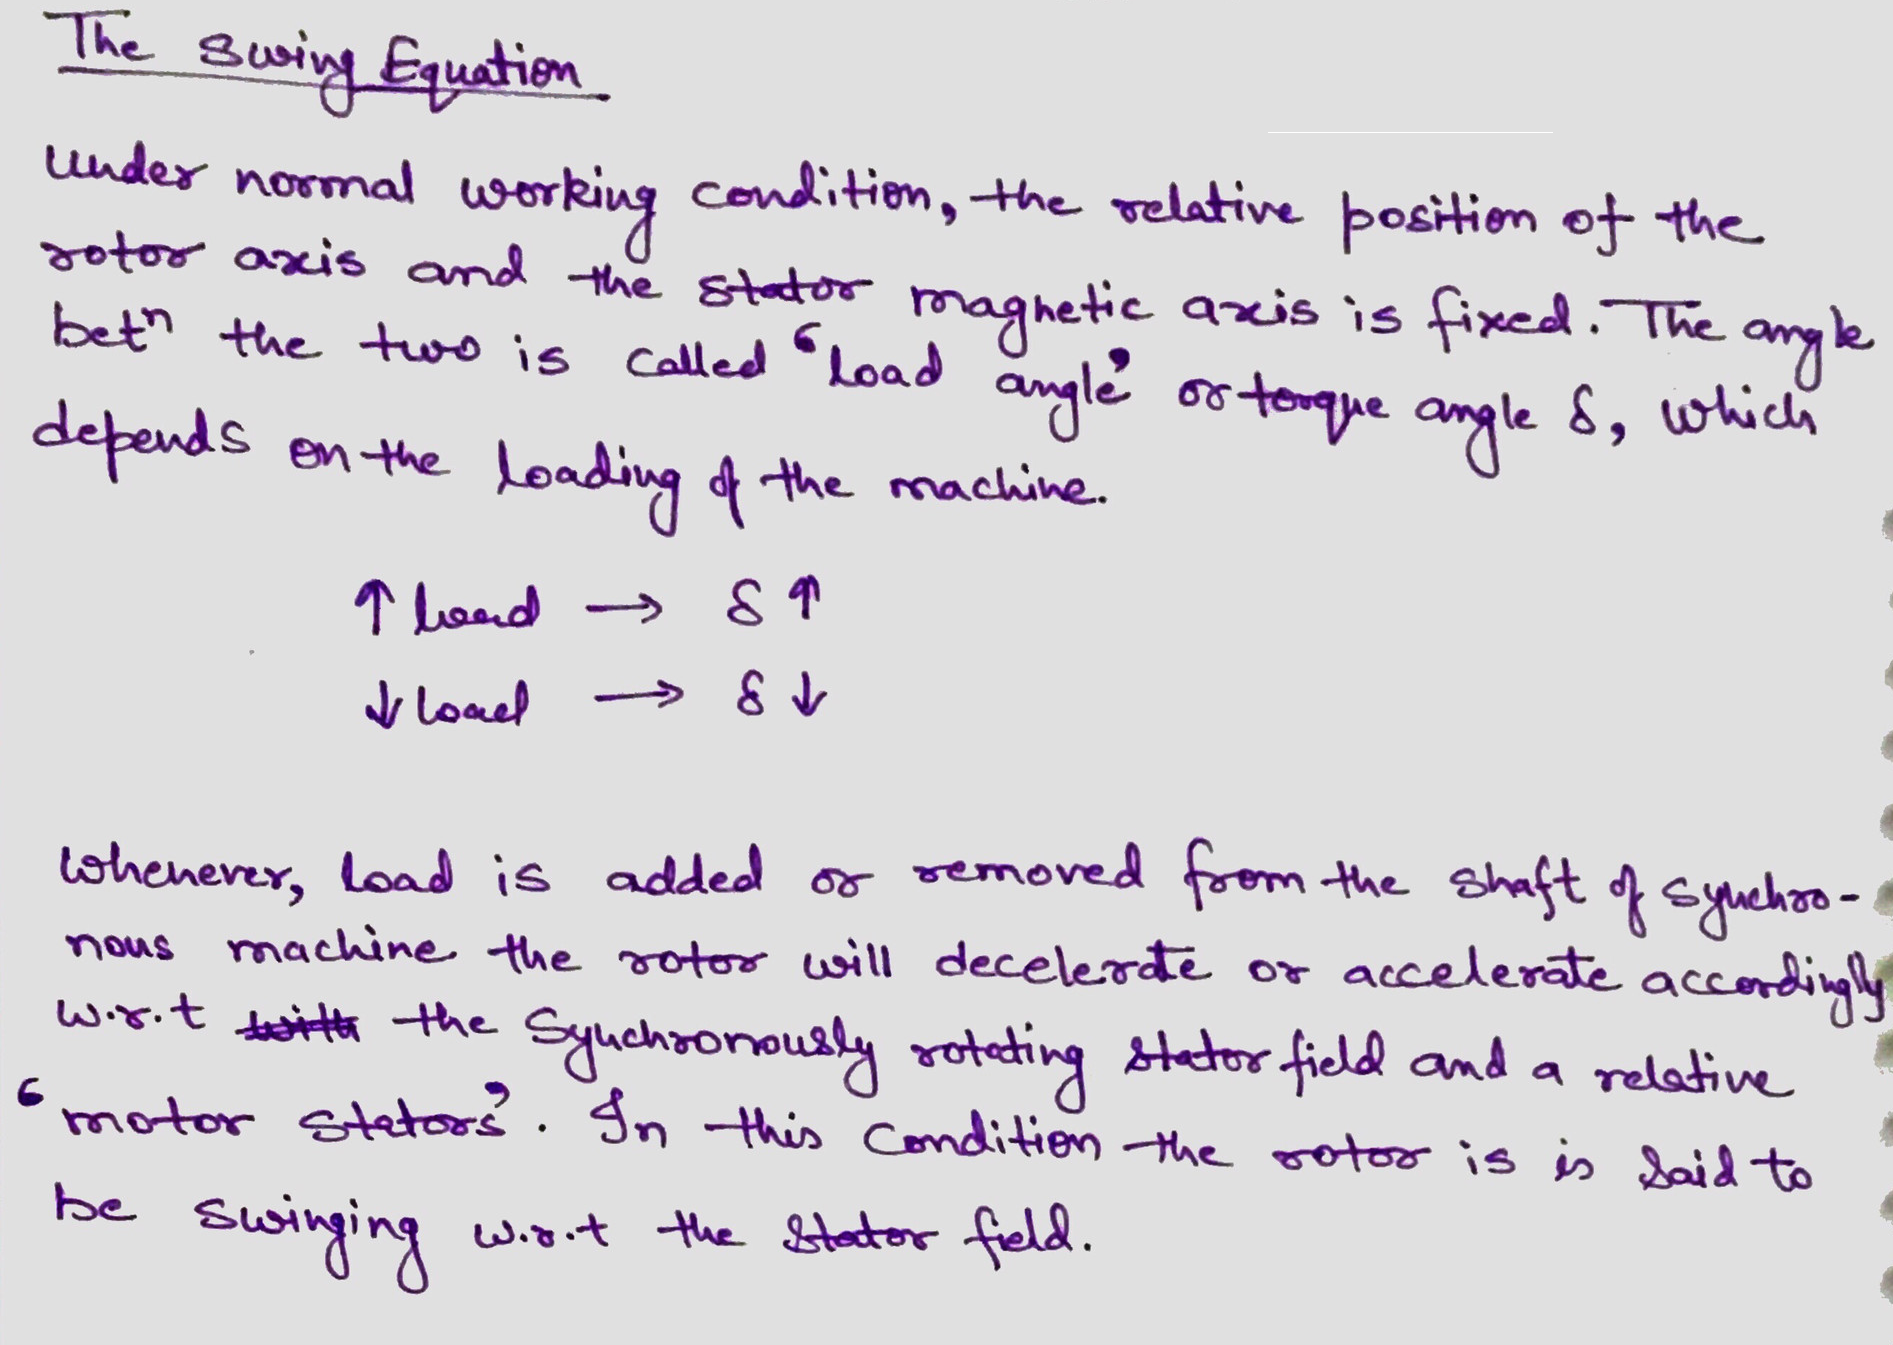 The Swing Equation
Under normal working condition, the relative position of the
rotor axis and the stator magnetic axis is fixed. The angle
betⁿ the two is called ‘load angle’ or torque angle δ, which
depends on the loading of the machine.
↑ load → δ ↑
↓ load → δ ↓
Whenever, load is added or removed from the shaft of synchro-
nous machine the rotor will decelerate or accelerate accordingly
w.r.t with the Synchronously rotating stator field and a relative
‘motor stators’. In this condition the rotor is is said to
be swinging w.r.t the stator field.